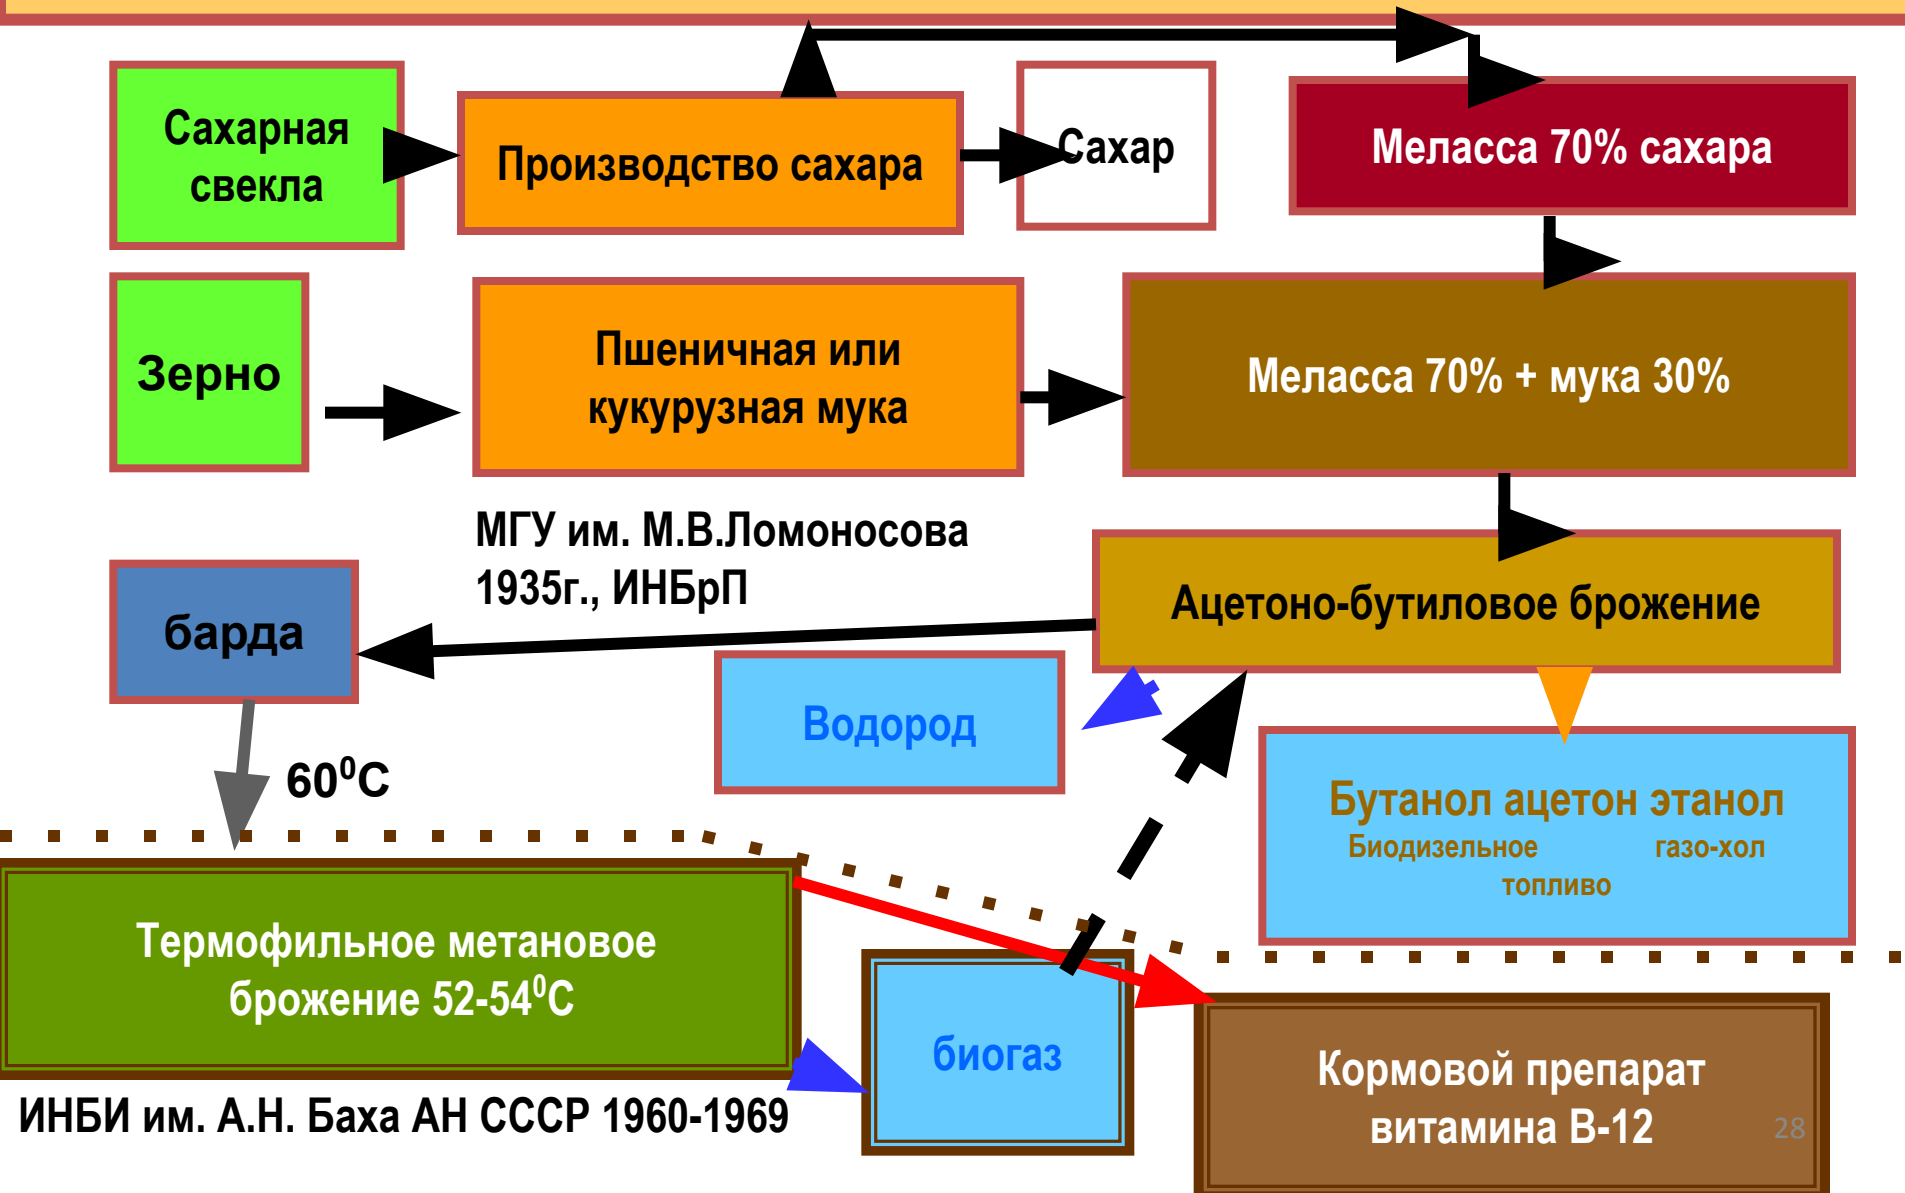 Сахарная
свекла
Производство сахара
Сахар
Меласса 70% сахара
Зерно
Пшеничная или
кукурузная мука
Меласса 70% + мука 30%
МГУ им. М.В.Ломоносова
1935г., ИНБрП
барда
Ацетоно-бутиловое брожение
Водород
60⁰С
Бутанол ацетон этанол
Биодизельное газо-хол
топливо
Термофильное метановое
брожение 52-54⁰С
биогаз
Кормовой препарат
витамина В-12
ИНБИ им. А.Н. Баха АН СССР 1960-1969
28